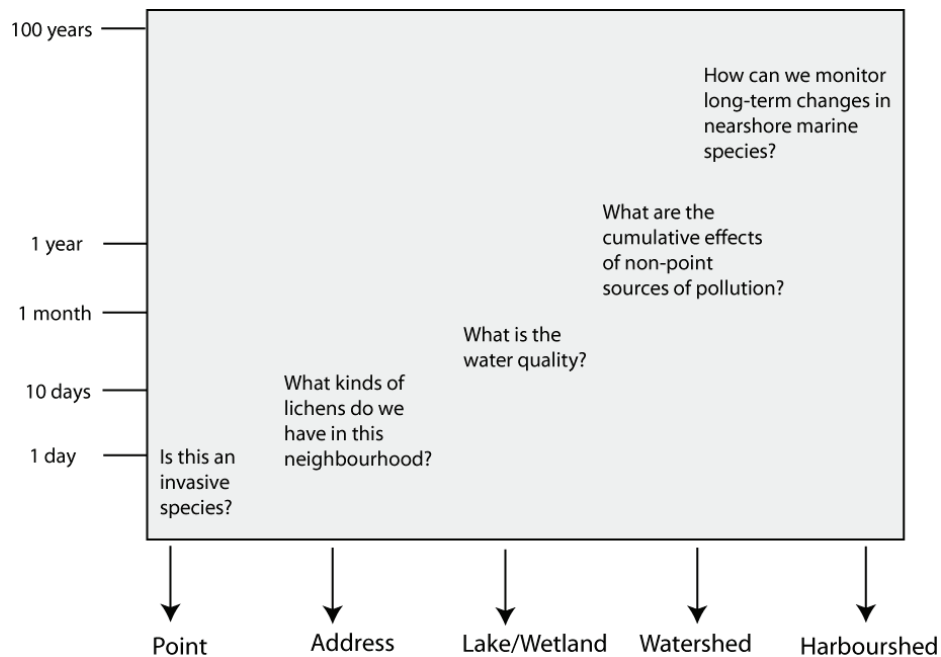 100 years
How can we monitor
long-term changes in
nearshore marine
species?
What are the
cumulative effects
of non-point
sources of pollution?
1 year
1 month
What is the
water quality?
10 days
What kinds of
lichens do we
have in this
neighbourhood?
1 day
Is this an
invasive
species?
Point
Address
Lake/Wetland
Watershed
Harbourshed